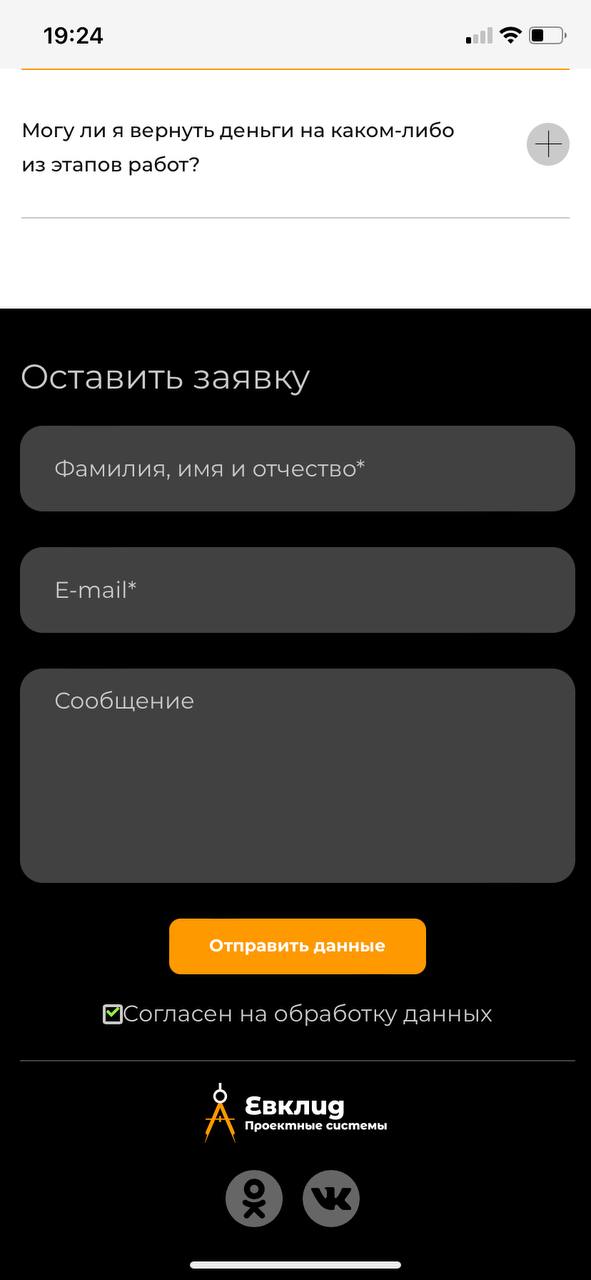 19:24
Могу ли я вернуть деньги на каком-либо
из этапов работ?
Оставить заявку
Фамилия, имя и отчество*
E-mail*
Сообщение
Отправить данные
Согласен на обработку данных
Евклид
Проектные системы